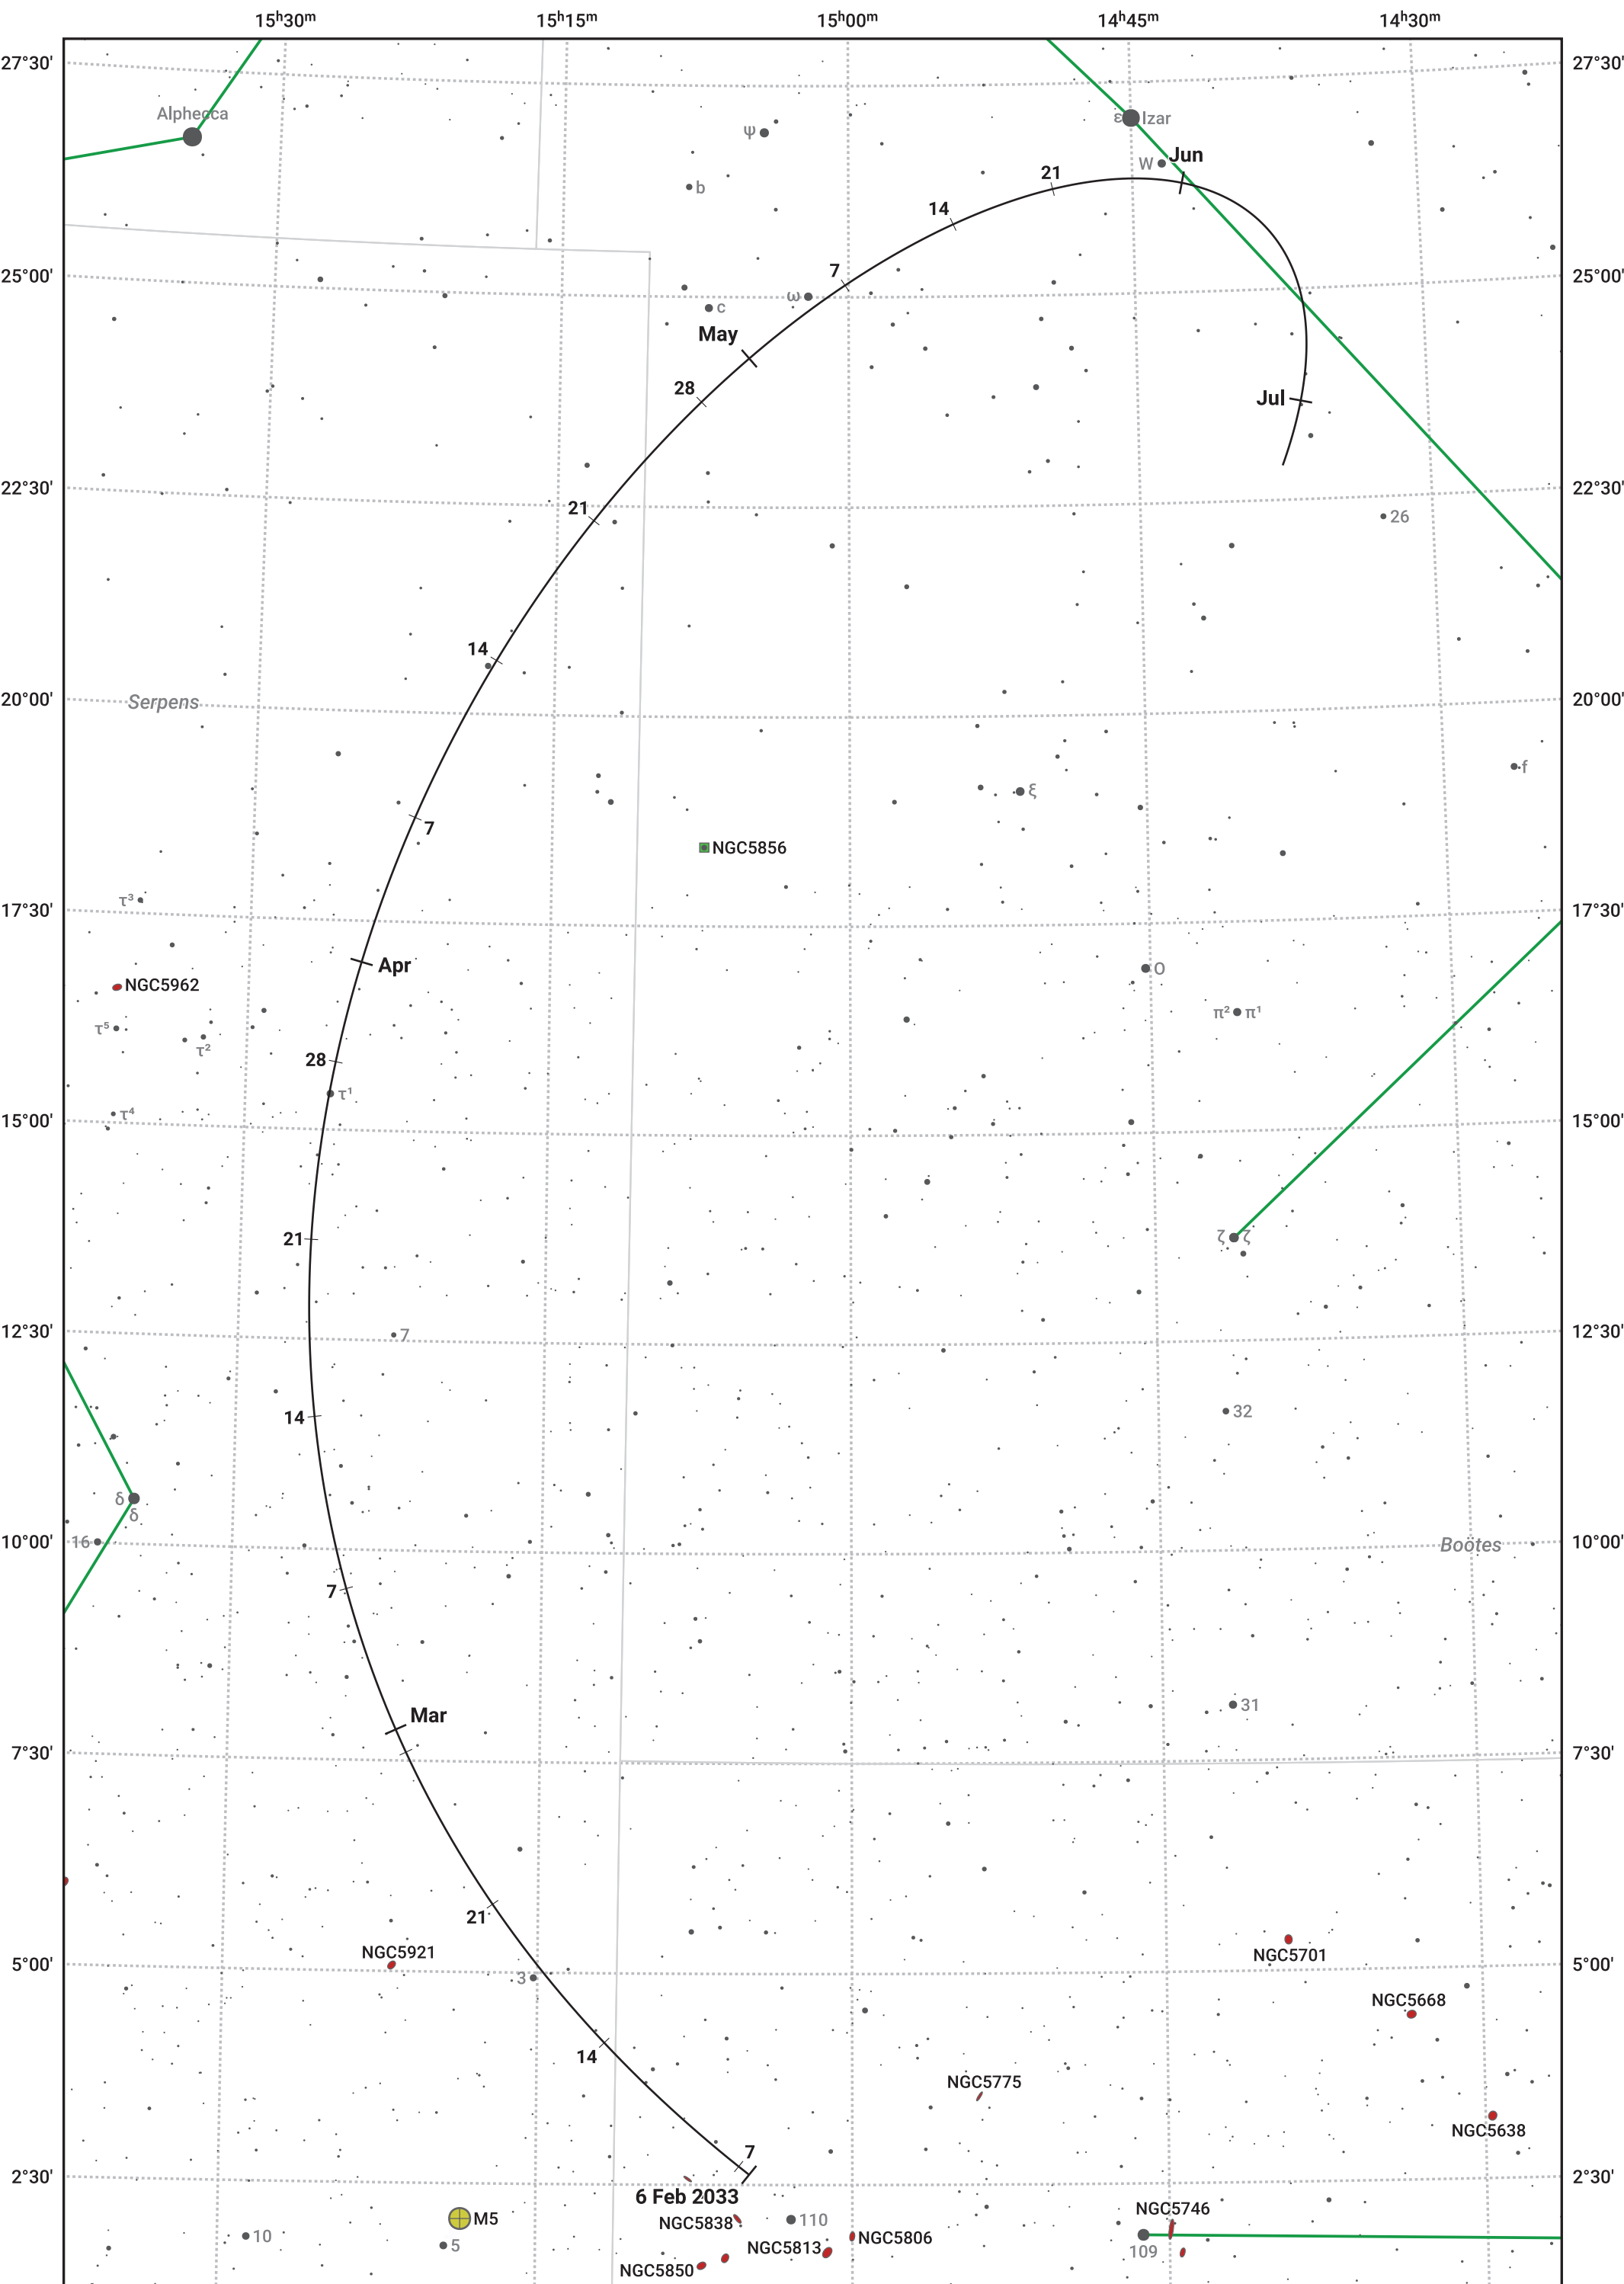 15ʰ30ᵐ 15ʰ15ᵐ 15ʰ00ᵐ 14ʰ45ᵐ 14ʰ30ᵐ
27°30' 27°30'
Alphecca
ε Izar
ψ
W Jun
21
b
14
7
25°00' 25°00'
ω
c
May
28
Jul
22°30' 22°30'
21
26
14
20°00' 20°00'
Serpens
f
ξ
7
NGC5856
τ³
17°30' 17°30'
Apr
O
NGC5962
π² π¹
τ⁵
τ²
28
τ¹
τ⁴
15°00' 15°00'
21
ζ ζ
12°30' 12°30'
7
32
14
δ
δ
16
10°00' 10°00'
Boötes
7
31
Mar
7°30' 7°30'
21
NGC5921
NGC5701
5°00' 5°00'
3
NGC5668
14
NGC5775
NGC5638
7
2°30' 2°30'
6 Feb 2033
NGC5746
M5
110
NGC5838
10
5
NGC5813
NGC5806
109
NGC5850